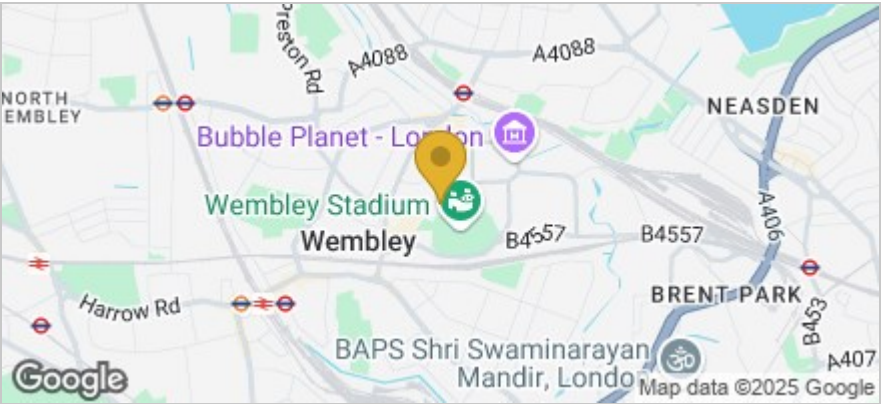 Preston Rd
A4088
A4088
NORTH
EMBLEY
NEASDEN
Bubble Planet - London
Wembley Stadium
Wembley
B4557
B4557
A406
Harrow Rd
BRENT PARK
B453
BAPS Shri Swaminarayan
Mandir, London
A407
Google
Map data ©2025 Google